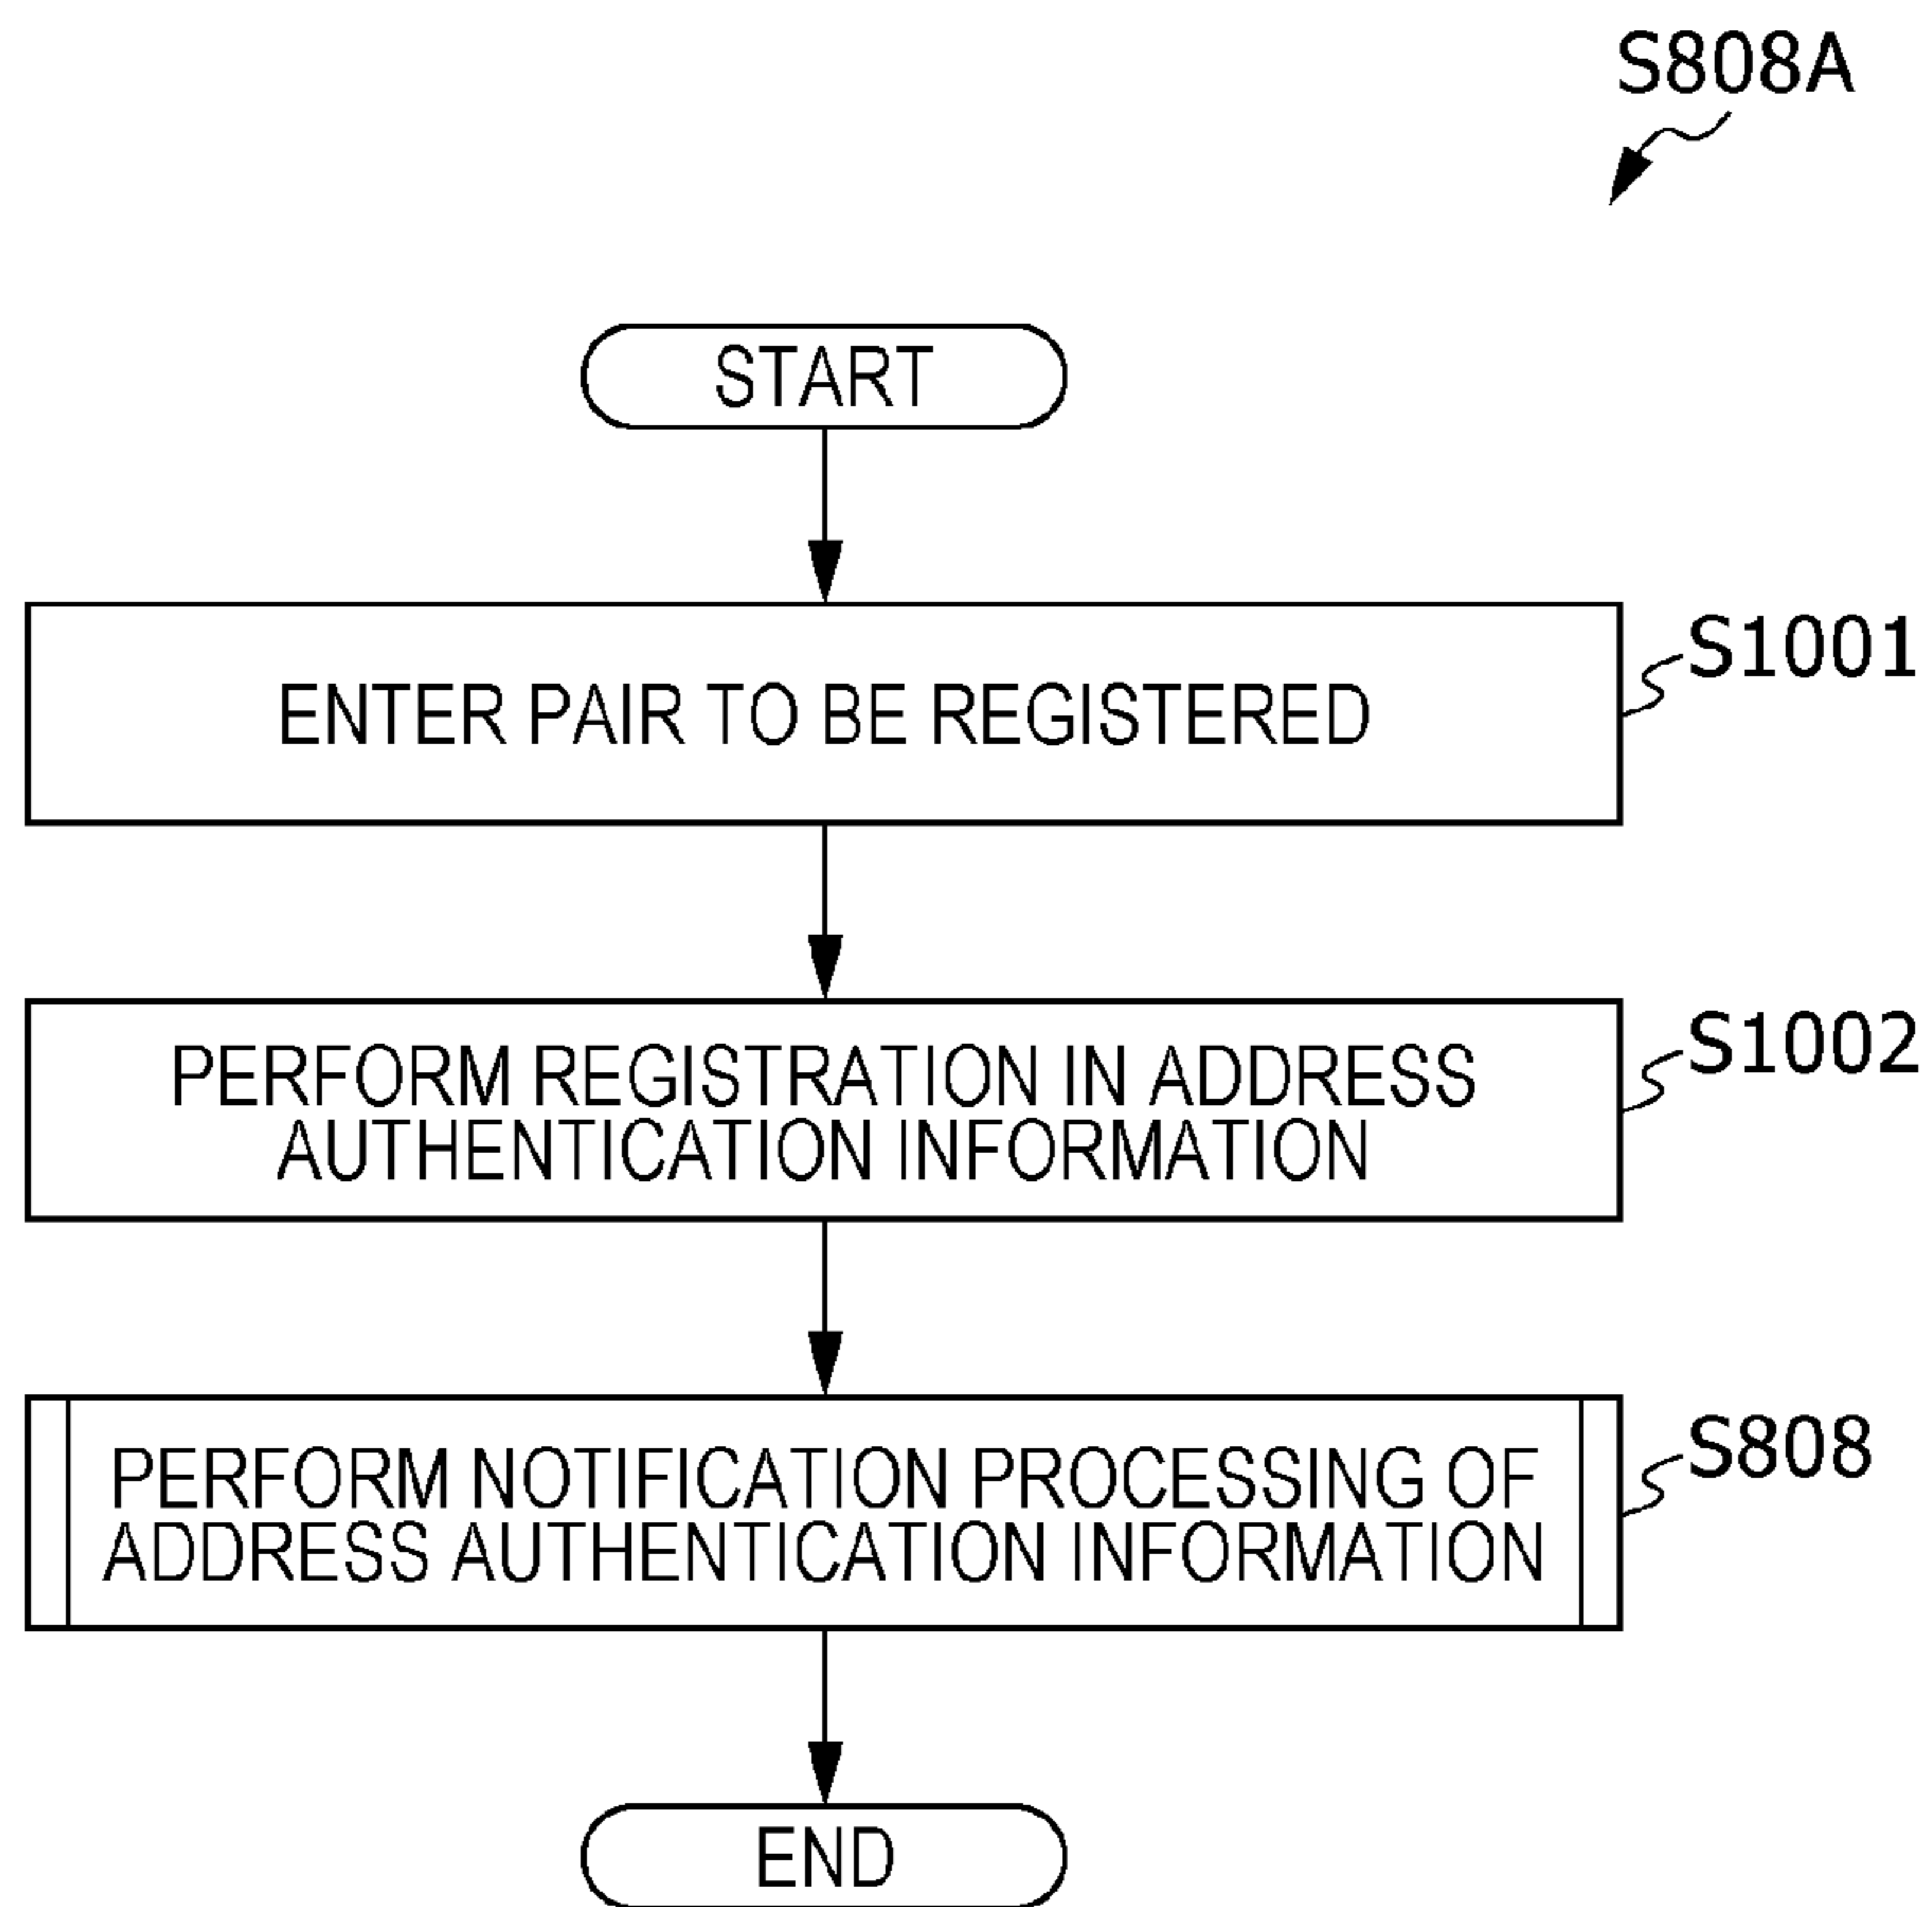 S808A
START
ENTER PAIR TO BE REGISTERED
S1001
PERFORM REGISTRATION IN ADDRESS
AUTHENTICATION INFORMATION
S1002
PERFORM NOTIFICATION PROCESSING OF
ADDRESS AUTHENTICATION INFORMATION
S808
END